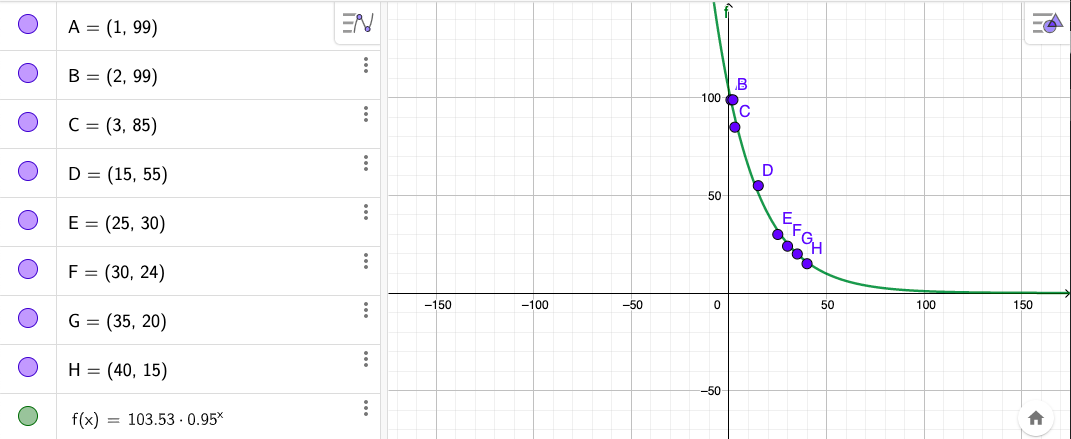 A = (1, 99)
B = (2, 99)
C = (3, 85)
D = (15, 55)
E = (25, 30)
F = (30, 24)
G = (35, 20)
H = (40, 15)
f(x) = 103.53 · 0.95ˣ
f
B
100
C
D
50
E
F
G
H
−150
−100
−50
0
50
100
150
−50